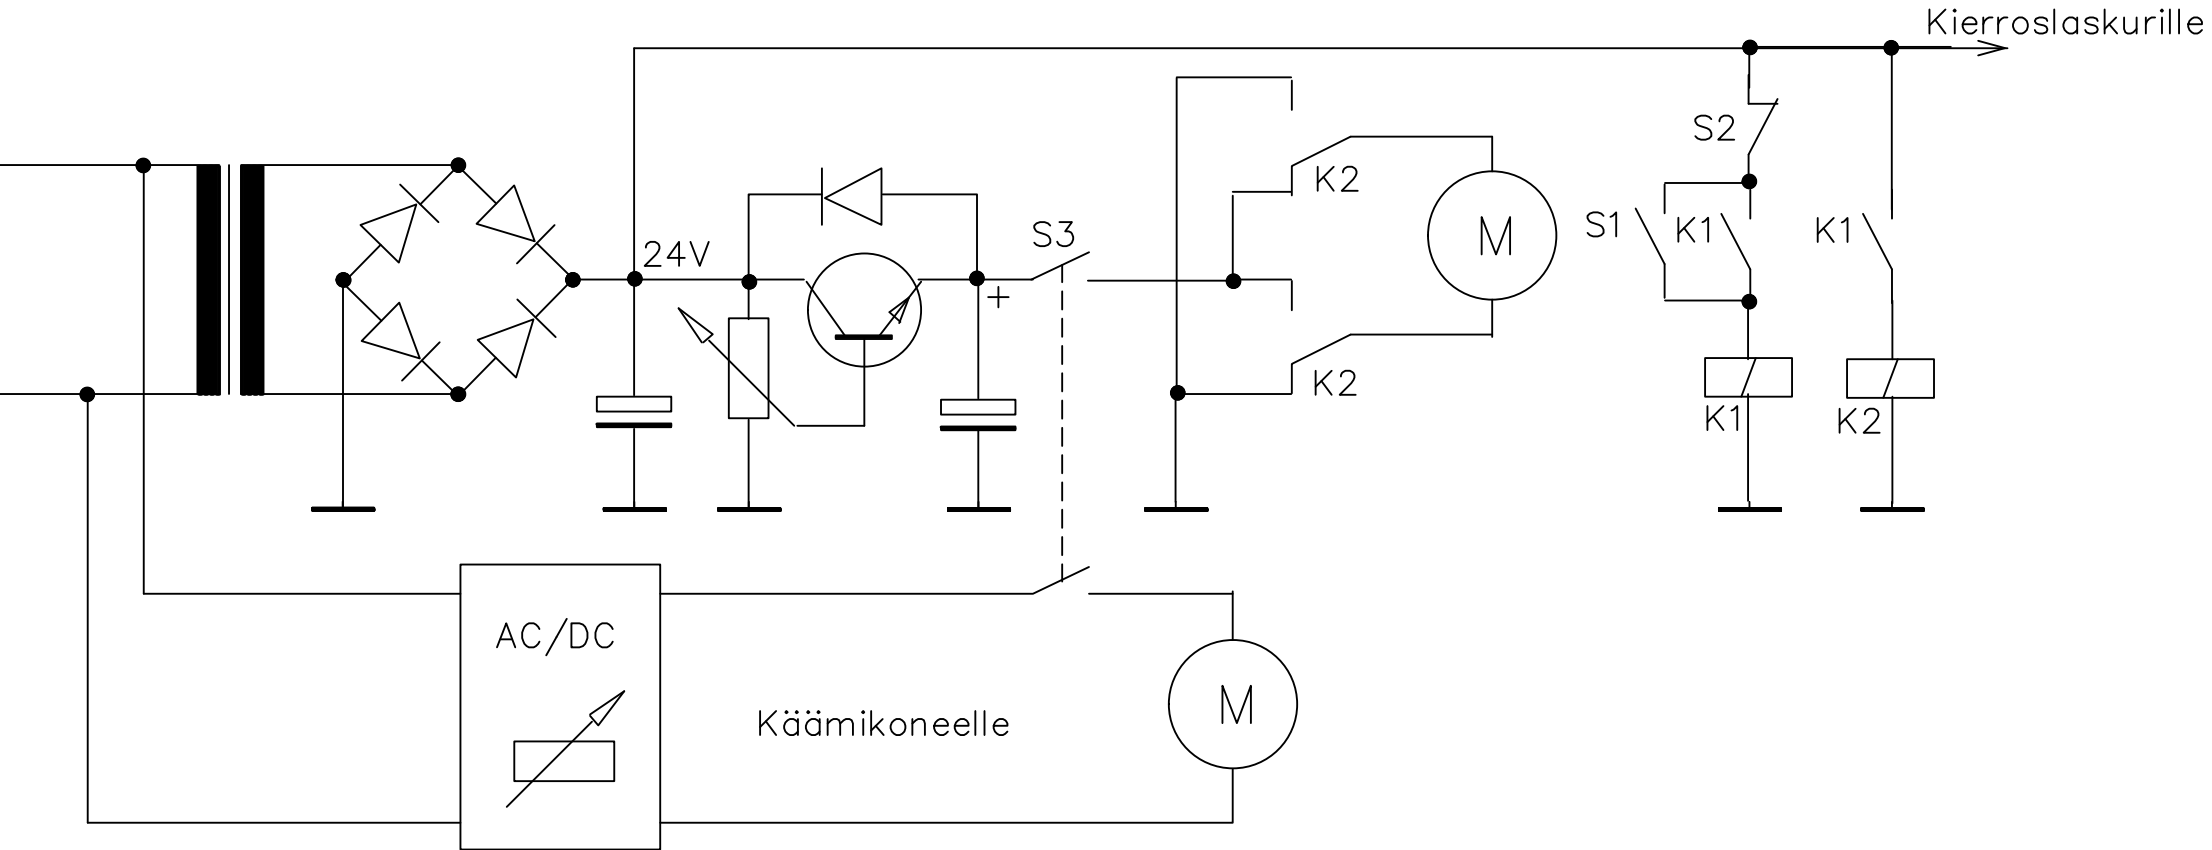 Kierroslaskurille
S2
K2
M
S1
K1
K1
S3
24V
+
K2
K1
K2
AC/DC
Käämikoneelle
M